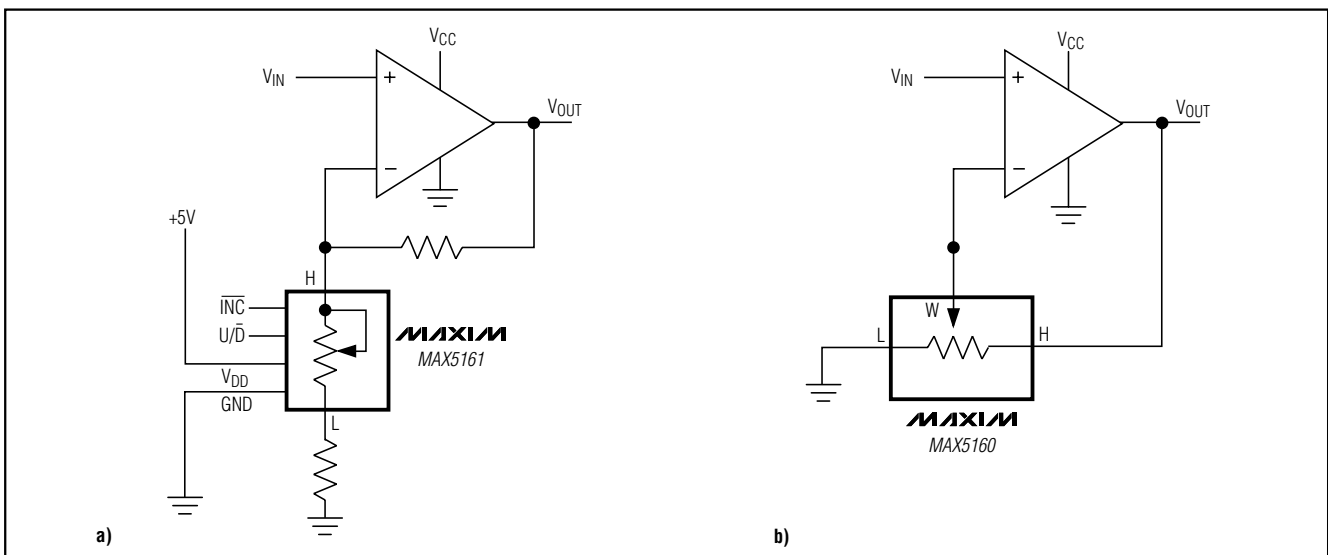 VCC
VIN
+
VOUT
−
+5V
H
INC
U/D
MAXIM
MAX5161
VDD
GND
L
a)
VCC
VIN
+
VOUT
−
W
L
H
MAXIM
MAX5160
b)